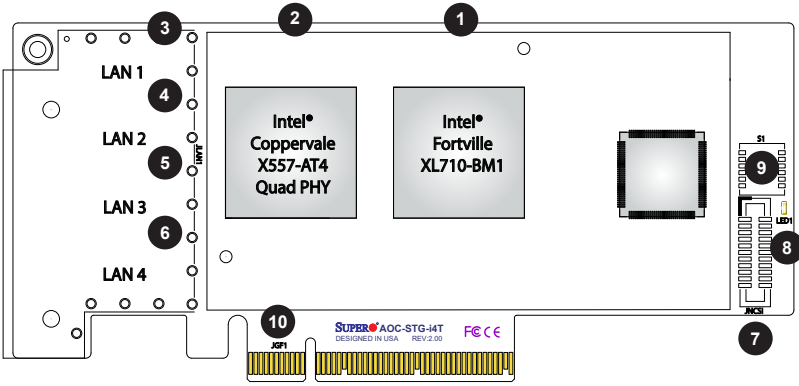 3
2
1
LAN 1
4
LAN 2
5
JLAN1
LAN 3
6
LAN 4
Intel®
Coppervale
X557-AT4
Quad PHY
Intel®
Fortville
XL710-BM1
S1
9
LED1
8
JNCSI
7
10
JGF1
SUPER AOC-STG-i4T
DESIGNED IN USA REV:2.00
FC CE